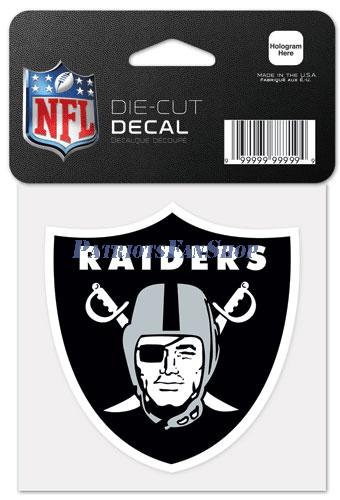 Hologram
Here
MADE IN THE U.S.A.
FABRIQUÉ AUX É.-U.
NFL
DIE-CUT
DECAL
DÉCALQUE DÉCOUPÉ
9 99999 99999 9
PATRIOTSFANSHOP
RAIDERS